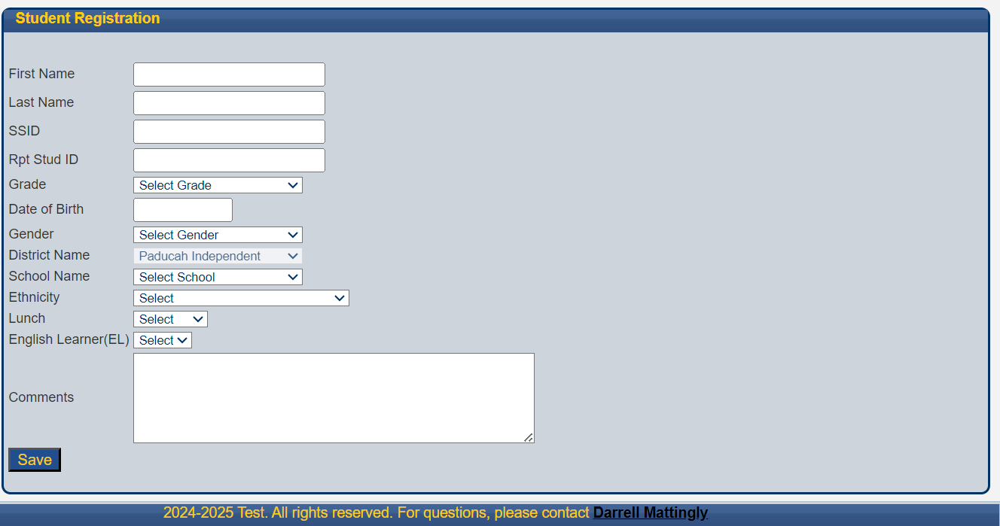 Student Registration
First Name
Last Name
SSID
Rpt Stud ID
Grade Select Grade
Date of Birth
Gender Select Gender
District Name Paducah Independent
School Name Select School
Ethnicity Select
Lunch Select
English Learner(EL) Select
Comments
Save
2024-2025 Test. All rights reserved. For questions, please contact Darrell Mattingly